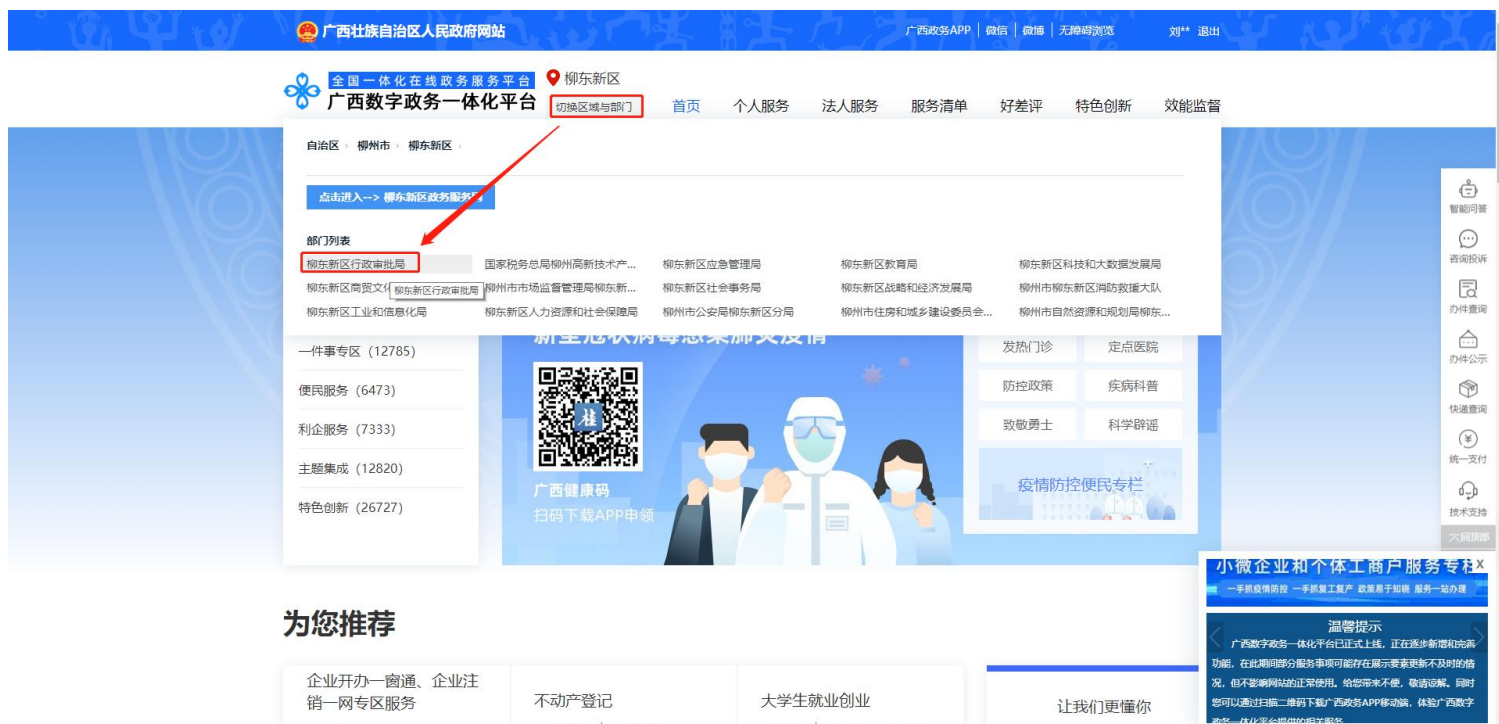 广西壮族自治区人民政府网站
广西政务APP | 微信 | 微博 | 无障碍浏览 刘** 退出
全国一体化在线政务服务平台
广西数字政务一体化平台
柳东新区
切换区域与部门
首页 个人服务 法人服务 服务清单 好差评 特色创新 效能监督
自治区 柳州市 柳东新区
点击进入--> 柳东新区政务服务
部门列表
柳东新区行政审批局 国家税务总局柳州高新技术产... 柳东新区应急管理局 柳东新区教育局 柳东新区科技和大数据发展局
柳东新区商贸文 柳州市市场监督管理局柳东新... 柳东新区社会事务局 柳东新区战略和经济发展局 柳州市柳东新区消防救援大队
柳东新区行政审批局
柳东新区工业和信息化局 柳东新区人力资源和社会保障局 柳州市公安局柳东新区分局 柳州市住房和城乡建设委员会... 柳州市自然资源和规划局柳东...
新型冠状病毒感染肺炎疫情
一件事专区 (12785)
便民服务 (6473)
利企服务 (7333)
主题集成 (12820)
特色创新 (26727)
桂
广西健康码
扫码下载APP申领
发热门诊 定点医院
防控政策 疾病科普
致敬勇士 科学辟谣
疫情防控便民专栏
智能问答
咨询投诉
办件查询
办件公示
快递查询
统一支付
技术支持
回顶部
小微企业和个体工商户服务专栏
X
一手抓疫情防控 一手抓复工复产 政策易于知晓 服务一站办理
温馨提示
广西数字政务一体化平台已正式上线，正在逐步新增和完善
功能，在此期间部分服务事项可能存在展示要素更新不及时的情
况，但不影响网站的正常使用。给您带来不便，敬请谅解。同时
您可以通过扫描二维码下载广西政务APP移动端，体验广西数字
政务一体化平台提供的相关服务
为您推荐
企业开办一窗通、企业注
销一网专区服务
不动产登记
大学生就业创业
让我们更懂你